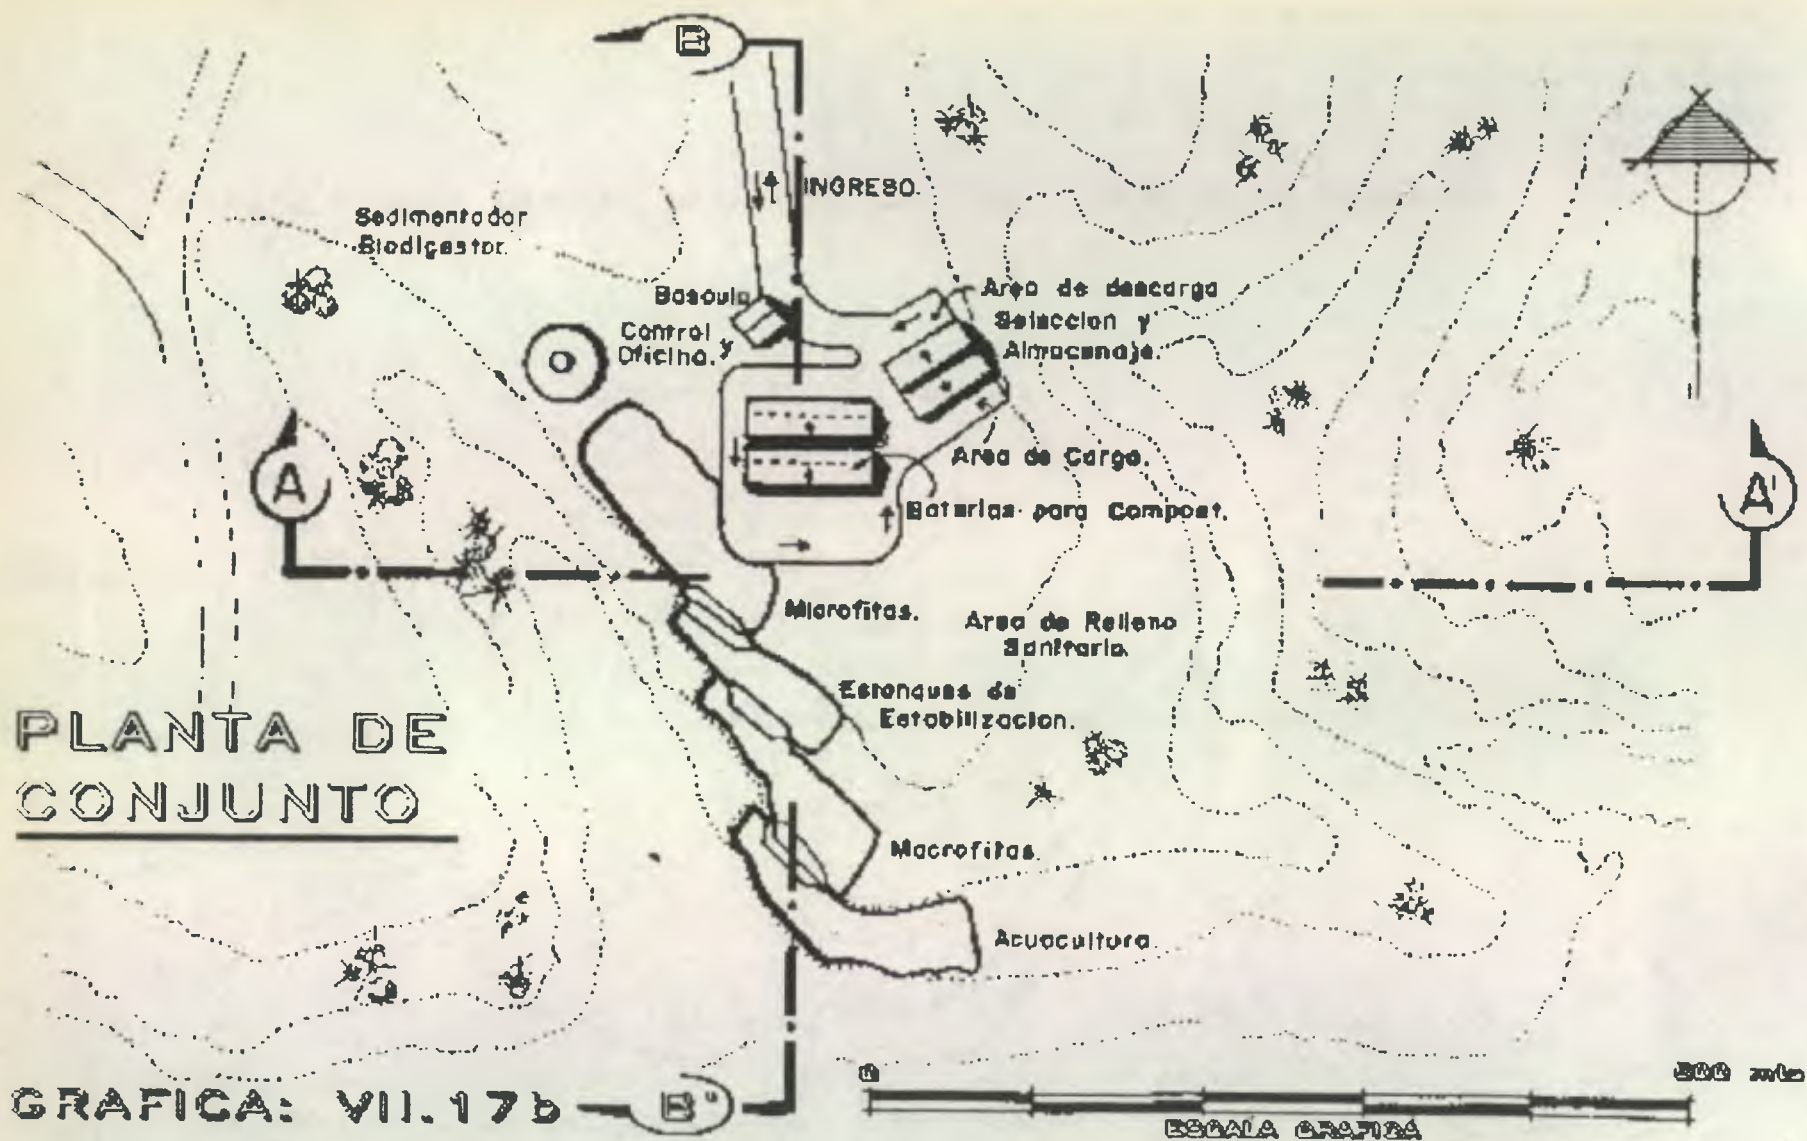 B
INGRESO.
Sedimentador
Biodigestor.
Bascula
Control y
Oficina.
Area de descarga
Seleccion y
Almacenaje.
A
A'
Area de Carga.
Baterias para Compost.
Microfitas.
Area de Relleno
Sanitario.
Estanques de
Estabilizacion.
PLANTA DE
CONJUNTO
Macrofitas.
Acuacultura.
GRAFICA: VII.17b
B'
0
mts
ESCALA GRAFICA